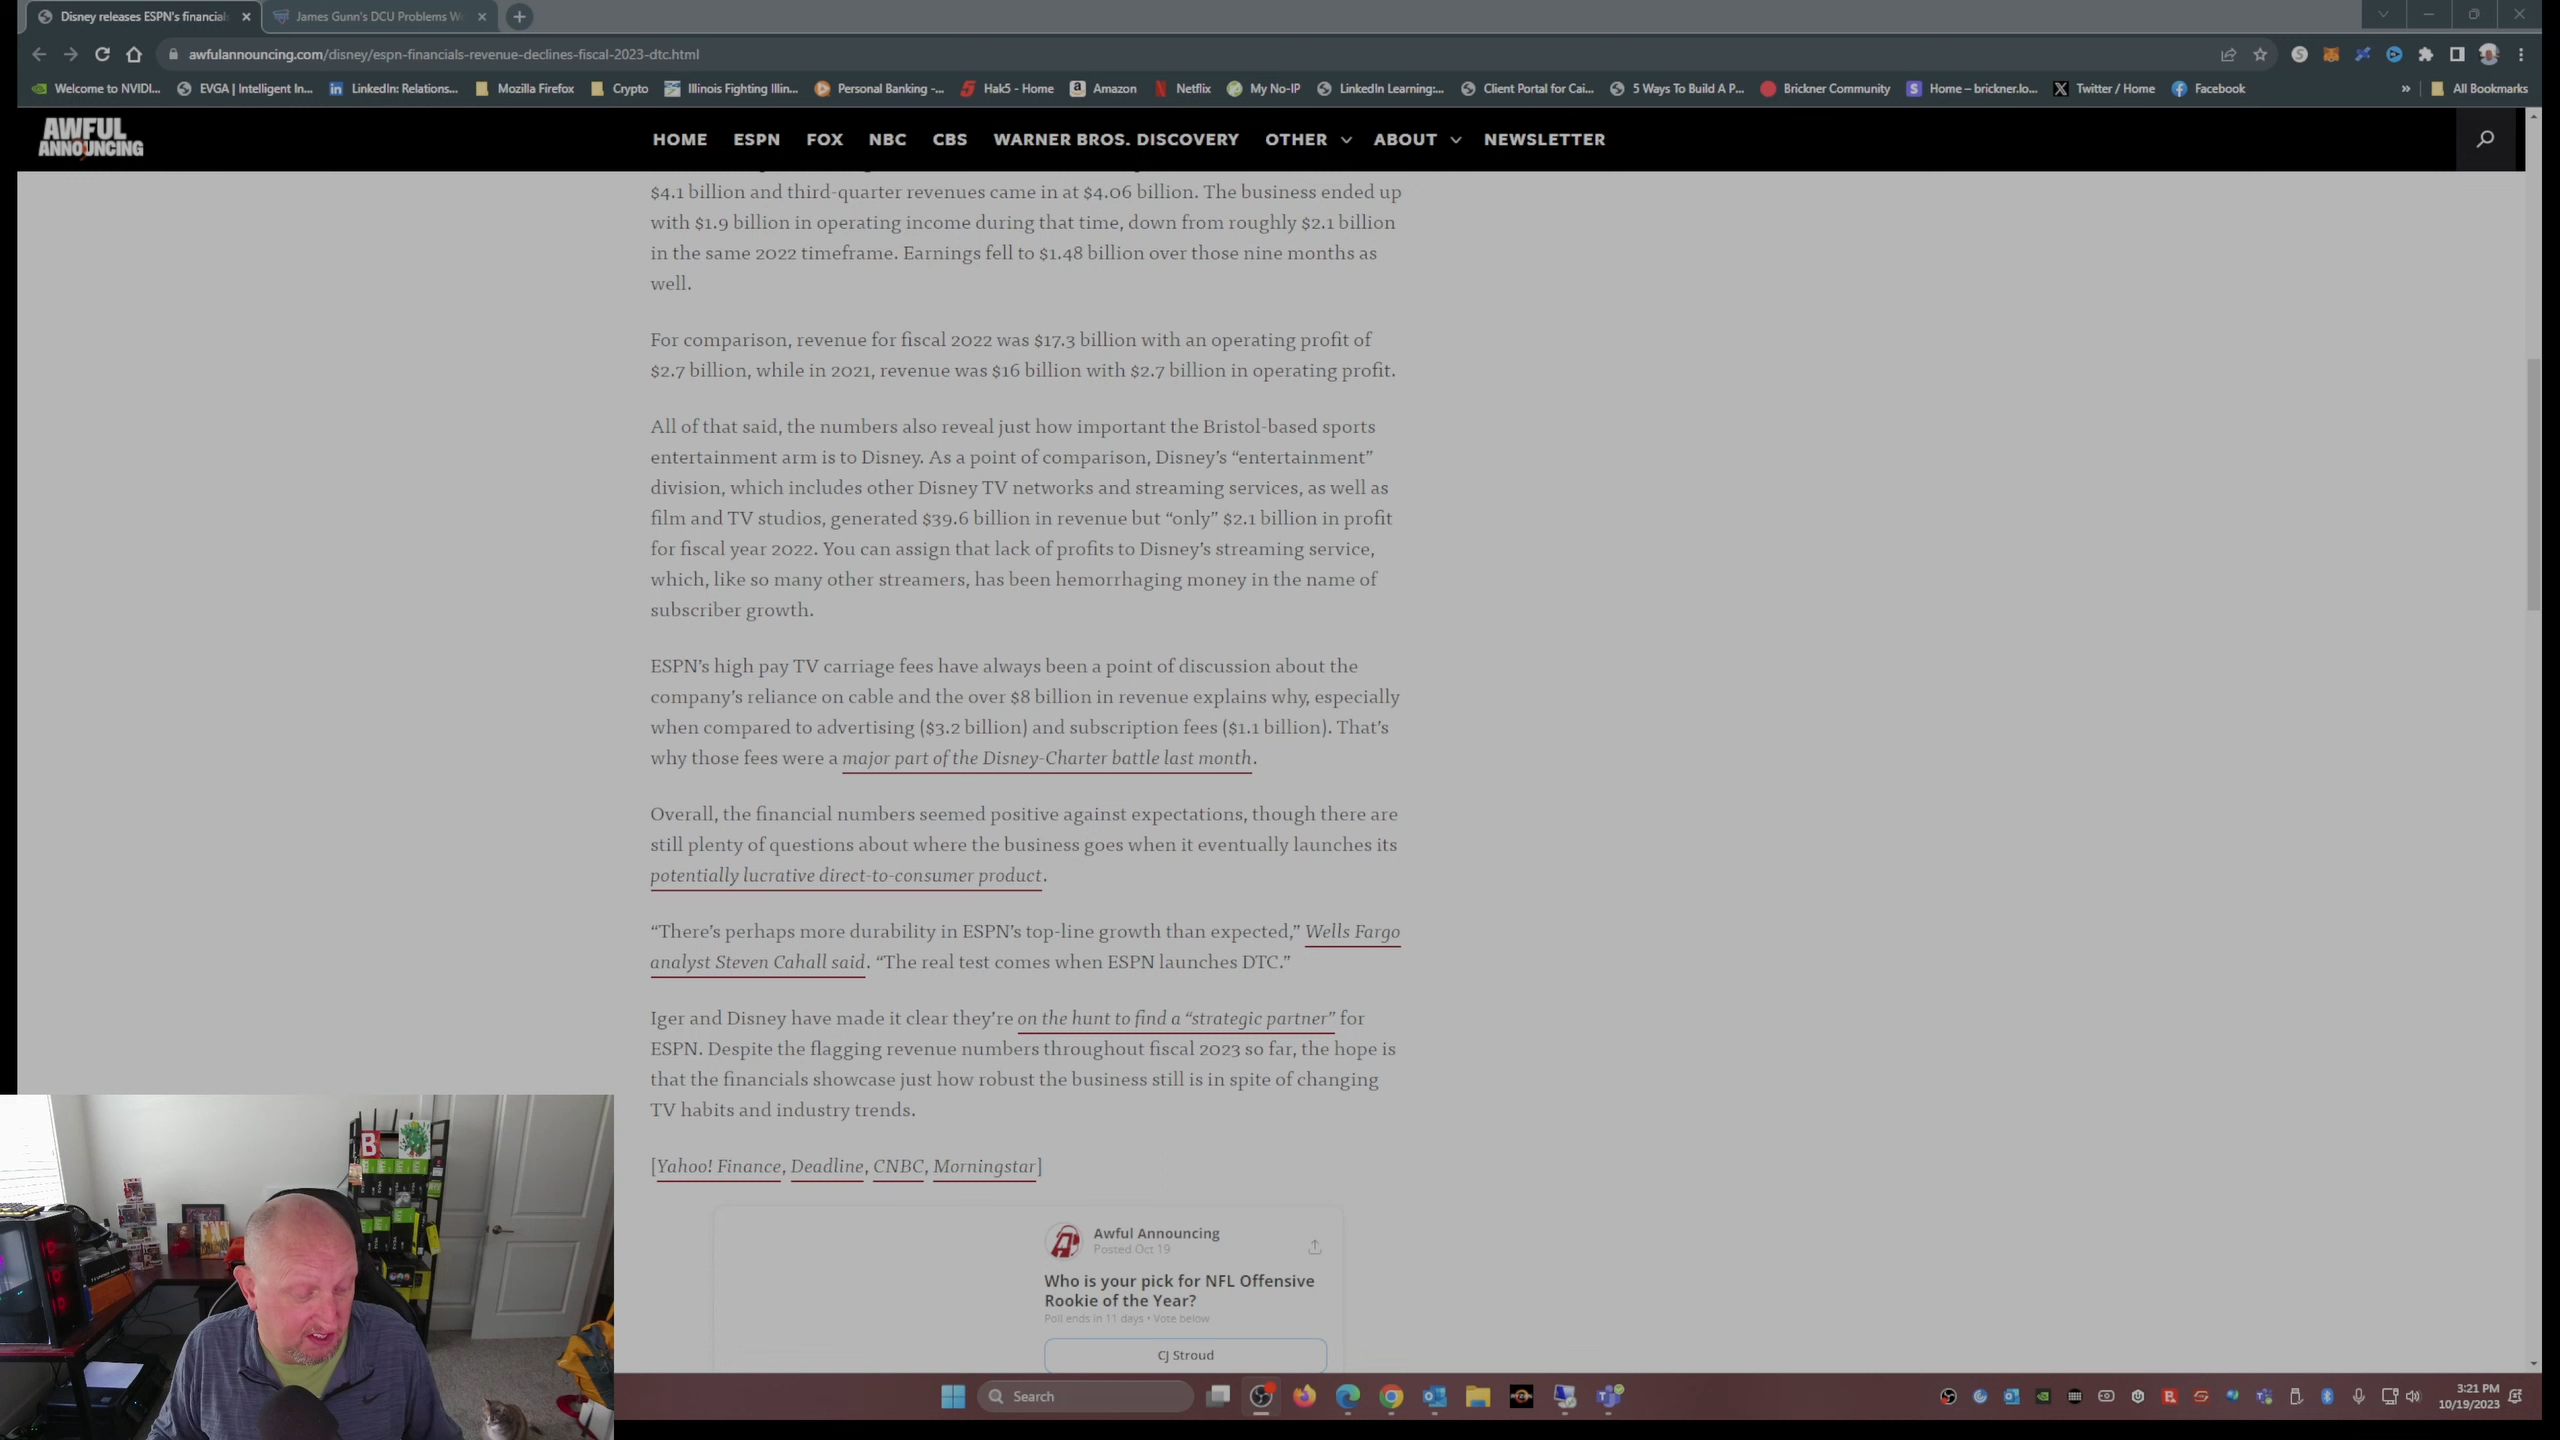 Disney releases ESPN's financial
James Gunn's DCU Problems W
awfulannouncing.com/disney/espn-financials-revenue-declines-fiscal-2023-dtc.html
Welcome to NVIDI...
EVGA | Intelligent In...
LinkedIn: Relations...
Mozilla Firefox
Crypto
Illinois Fighting Illin...
Personal Banking -...
Hak5 - Home
Amazon
Netflix
My No-IP
LinkedIn Learning:...
Client Portal for Cai...
5 Ways To Build A P...
Brickner Community
Home – brickner.lo...
Twitter / Home
Facebook
All Bookmarks
AWFUL
ANNOUNCING
HOME
ESPN
FOX
NBC
CBS
WARNER BROS. DISCOVERY
OTHER
ABOUT
NEWSLETTER
$4.1 billion and third-quarter revenues came in at $4.06 billion. The business ended up
with $1.9 billion in operating income during that time, down from roughly $2.1 billion
in the same 2022 timeframe. Earnings fell to $1.48 billion over those nine months as
well.
For comparison, revenue for fiscal 2022 was $17.3 billion with an operating profit of
$2.7 billion, while in 2021, revenue was $16 billion with $2.7 billion in operating profit.
All of that said, the numbers also reveal just how important the Bristol-based sports
entertainment arm is to Disney. As a point of comparison, Disney’s “entertainment”
division, which includes other Disney TV networks and streaming services, as well as
film and TV studios, generated $39.6 billion in revenue but “only” $2.1 billion in profit
for fiscal year 2022. You can assign that lack of profits to Disney’s streaming service,
which, like so many other streamers, has been hemorrhaging money in the name of
subscriber growth.
ESPN’s high pay TV carriage fees have always been a point of discussion about the
company’s reliance on cable and the over $8 billion in revenue explains why, especially
when compared to advertising ($3.2 billion) and subscription fees ($1.1 billion). That’s
why those fees were a major part of the Disney-Charter battle last month.
Overall, the financial numbers seemed positive against expectations, though there are
still plenty of questions about where the business goes when it eventually launches its
potentially lucrative direct-to-consumer product.
“There’s perhaps more durability in ESPN’s top-line growth than expected,” Wells Fargo
analyst Steven Cahall said. “The real test comes when ESPN launches DTC.”
Iger and Disney have made it clear they’re on the hunt to find a “strategic partner” for
ESPN. Despite the flagging revenue numbers throughout fiscal 2023 so far, the hope is
that the financials showcase just how robust the business still is in spite of changing
TV habits and industry trends.
[Yahoo! Finance, Deadline, CNBC, Morningstar]
Awful Announcing
Posted Oct 19
Who is your pick for NFL Offensive
Rookie of the Year?
Poll ends in 11 days • Vote below
CJ Stroud
B
Search
3:21 PM
10/19/2023